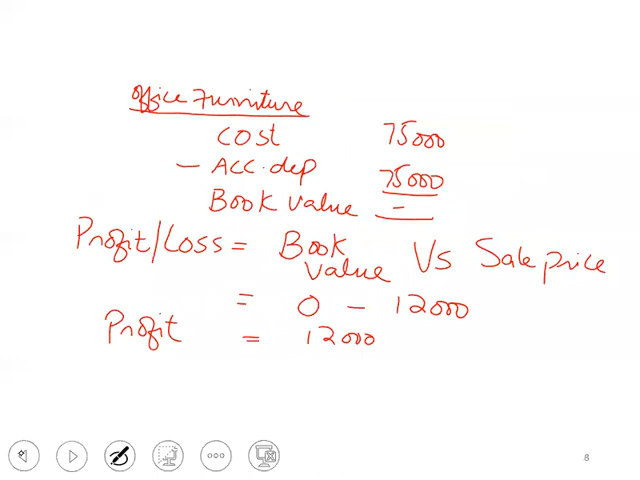 Office Furniture
Cost 75000
- Acc. dep 75000
Book value -
Profit/Loss = Book value Vs Sale price
= 0 - 12000
Profit = 12000
8